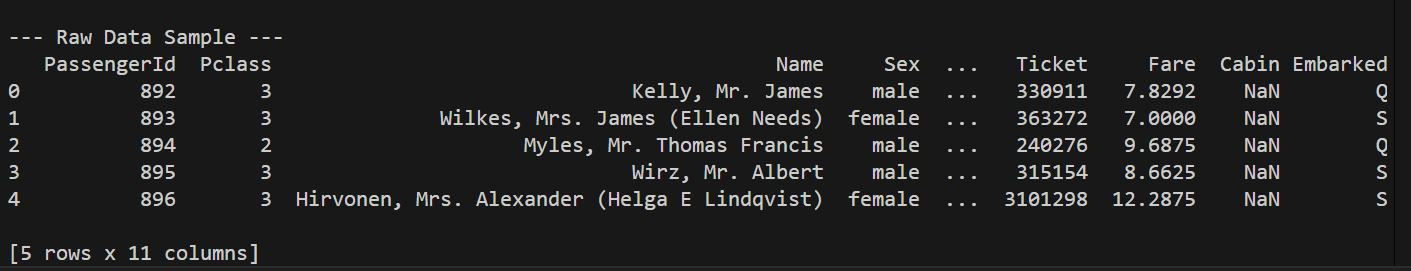 --- Raw Data Sample ---
   PassengerId  Pclass                                          Name     Sex  ...   Ticket     Fare  Cabin Embarked
0          892       3                              Kelly, Mr. James    male  ...   330911   7.8292    NaN        Q
1          893       3              Wilkes, Mrs. James (Ellen Needs)  female  ...   363272   7.0000    NaN        S
2          894       2                     Myles, Mr. Thomas Francis    male  ...   240276   9.6875    NaN        Q
3          895       3                              Wirz, Mr. Albert    male  ...   315154   8.6625    NaN        S
4          896       3  Hirvonen, Mrs. Alexander (Helga E Lindqvist)  female  ...  3101298  12.2875    NaN        S
[5 rows x 11 columns]